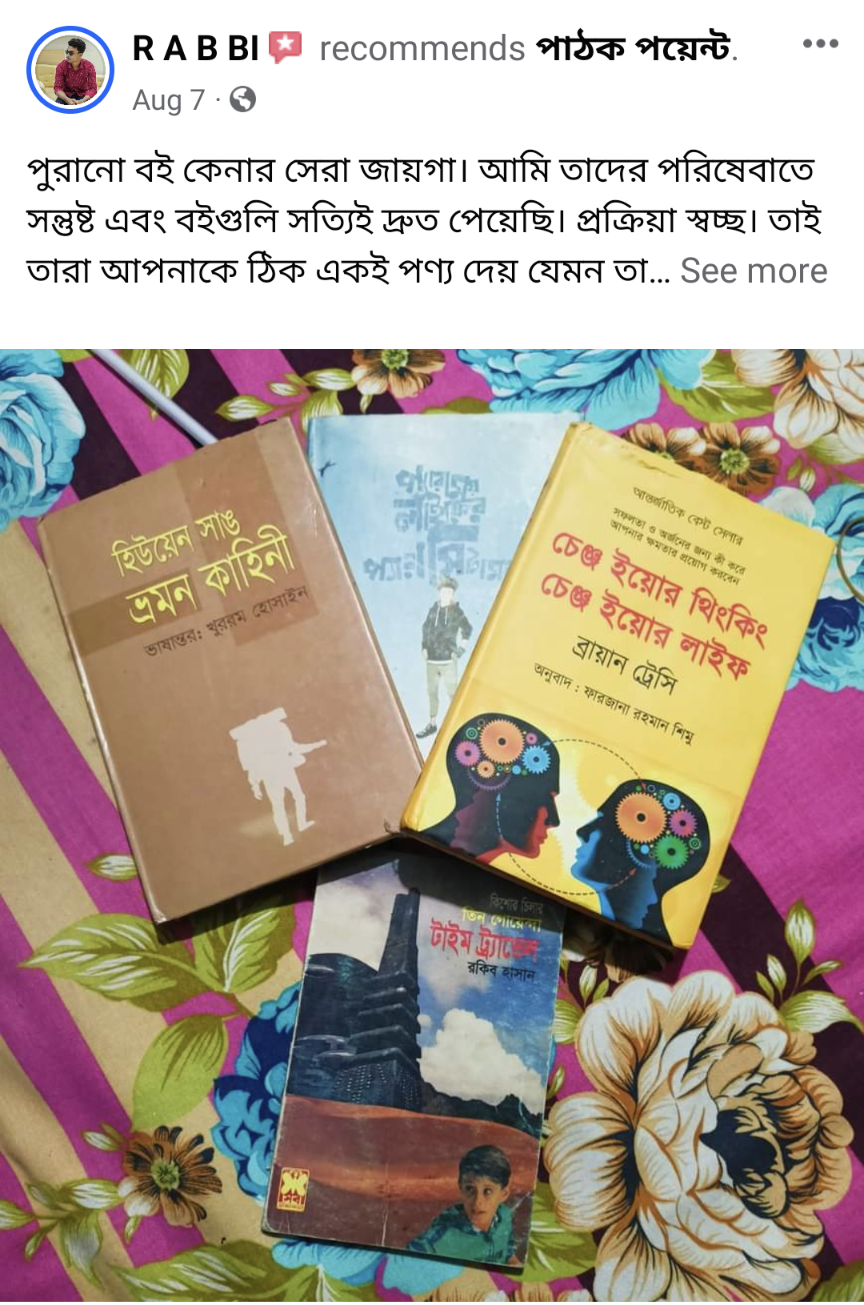 R A B BI recommends পাঠক পয়েন্ট.
Aug 7 ·
পুরানো বই কেনার সেরা জায়গা। আমি তাদের পরিষেবাতে
সন্তুষ্ট এবং বইগুলি সত্যিই দ্রুত পেয়েছি। প্রক্রিয়া স্বচ্ছ। তাই
তারা আপনাকে ঠিক একই পণ্য দেয় যেমন তা... See more
হিউয়েন সাঙ
ভ্রমন কাহিনী
ভাষান্তর: খুররম হোসাইন
লাইফের
আন্তর্জাতিক বেস্ট সেলার
সফলতা ও অর্জনের জন্য কী করে
আপনার ক্ষমতার প্রয়োগ করবেন
চেঞ্জ ইয়োর থিংকিং
চেঞ্জ ইয়োর লাইফ
ব্রায়ান ট্রেসি
অনুবাদ : ফারজানা রহমান শিমু
কিশোর থ্রিলার
তিন গোয়েন্দা
টাইম ট্র্যাভেল
রকিব হাসান